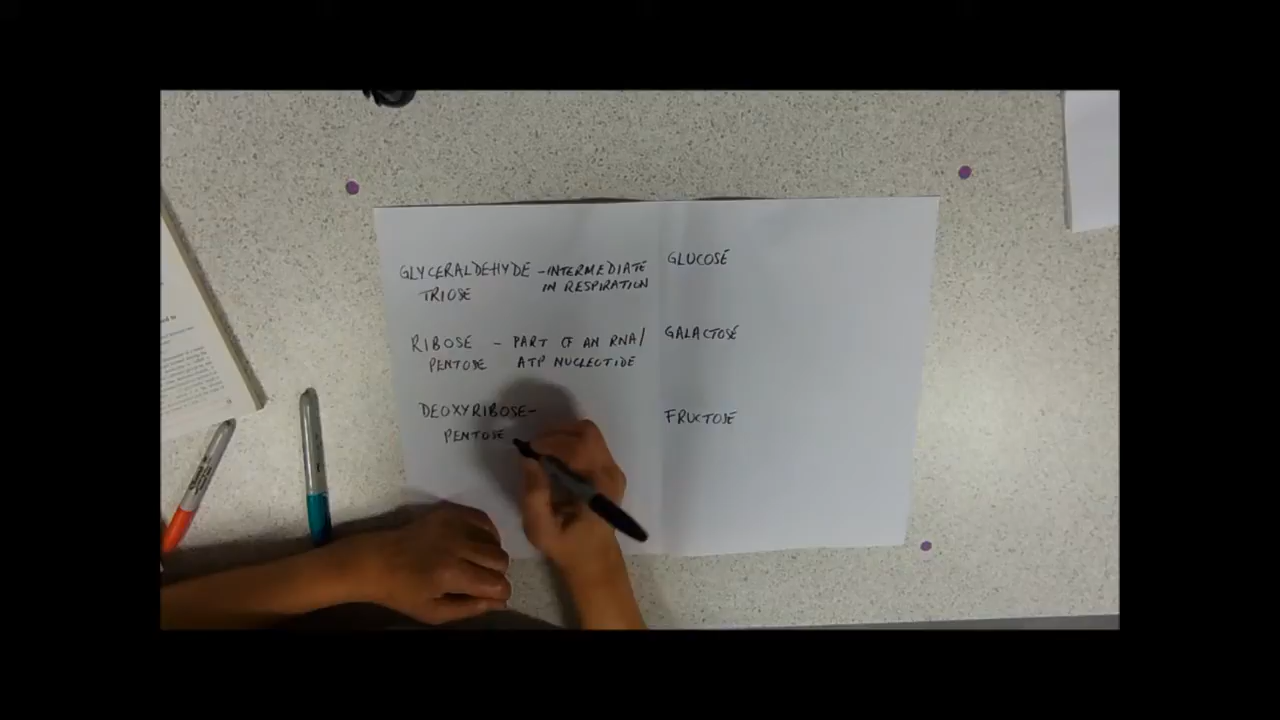 GLYCERALDEHYDE - INTERMEDIATE
TRIOSE IN RESPIRATION
RIBOSE - PART OF AN RNA/
PENTOSE ATP NUCLEOTIDE
DEOXYRIBOSE-
PENTOSE
GLUCOSE
GALACTOSE
FRUCTOSE